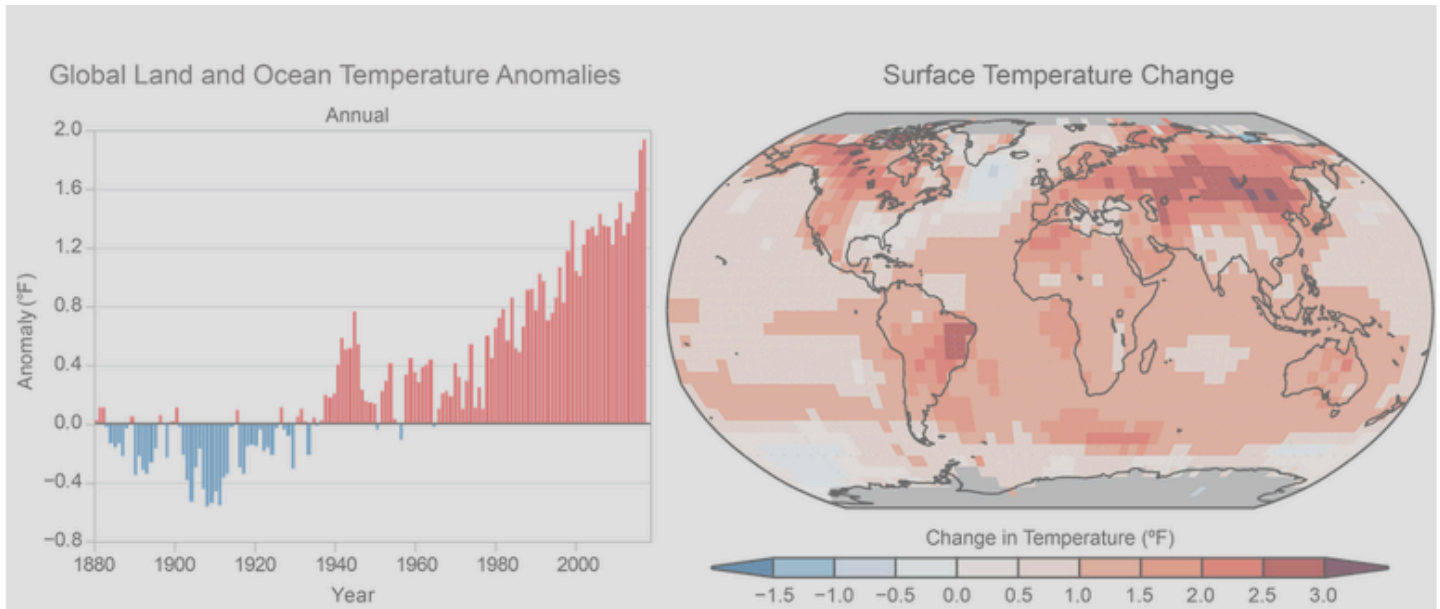 Global Land and Ocean Temperature Anomalies
Annual
2.0
1.6
1.2
0.8
0.4
0.0
−0.4
−0.8
Anomaly (°F)
1880 1900 1920 1940 1960 1980 2000
Year
Surface Temperature Change
Change in Temperature (ºF)
−1.5 −1.0 −0.5 0.0 0.5 1.0 1.5 2.0 2.5 3.0